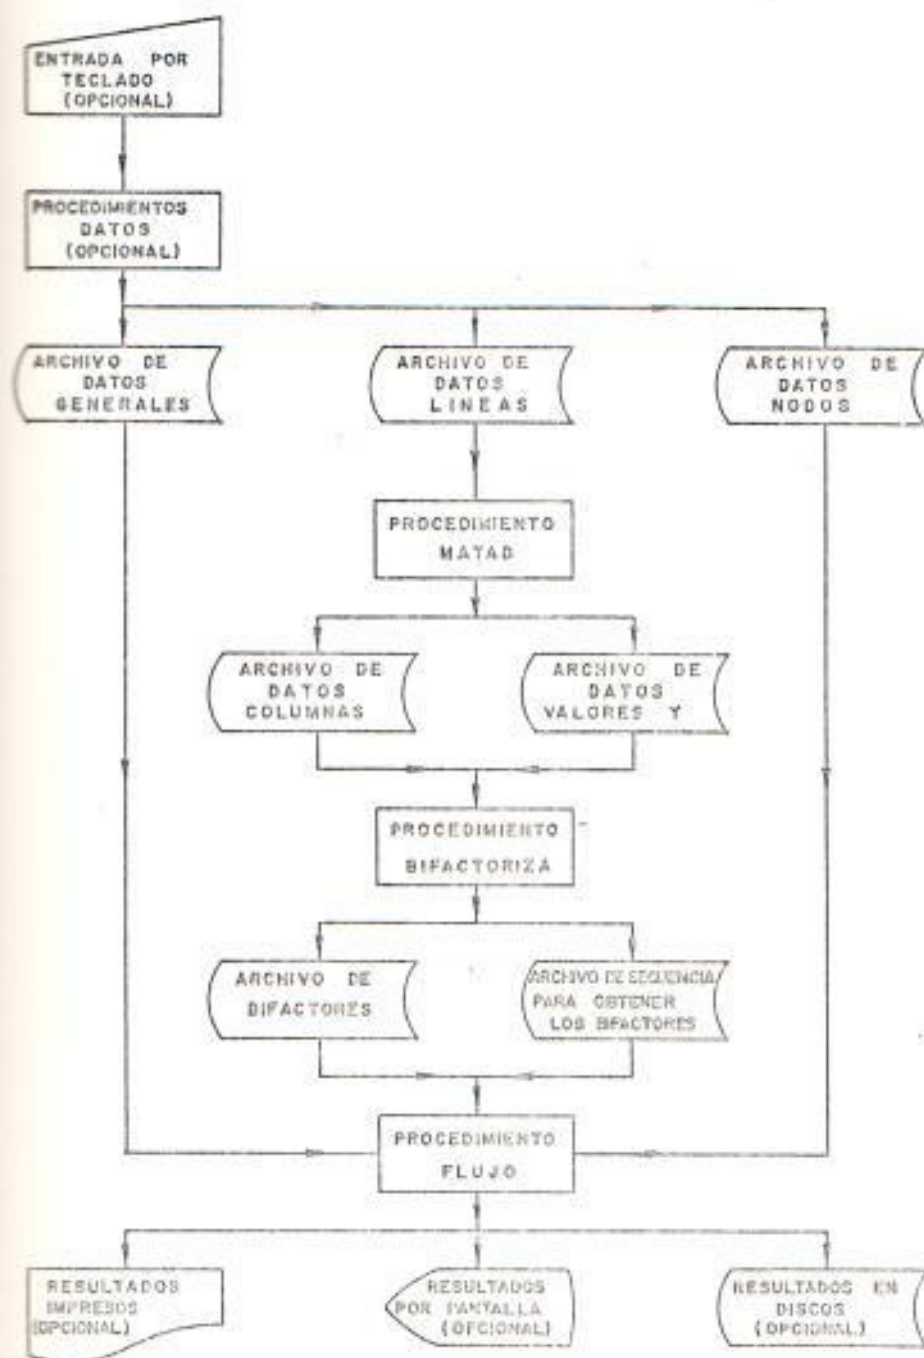 ENTRADA POR
TECLADO
(OPCIONAL)
PROCEDIMIENTOS
DATOS
(OPCIONAL)
ARCHIVO DE
DATOS
GENERALES
ARCHIVO DE
DATOS
LINEAS
ARCHIVO DE
DATOS
NODOS
PROCEDIMIENTO
MATAD
ARCHIVO DE
DATOS
COLUMNAS
ARCHIVO DE
DATOS
VALORES Y
PROCEDIMIENTO
BIFACTORIZA
ARCHIVO DE
BIFACTORES
ARCHIVO DE SECUENCIA
PARA OBTENER
LOS BIFACTORES
PROCEDIMIENTO
FLUJO
RESULTADOS
IMPRESOS
(OPCIONAL)
RESULTADOS
POR PANTALLA
(OPCIONAL)
RESULTADOS EN
DISCOS
(OPCIONAL)